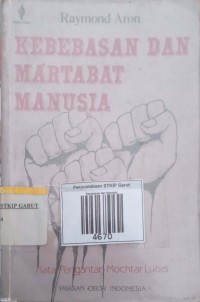 Raymond Aron
KEBEBASAN DAN
MARTABAT
MANUSIA
Perpustakaan STKIP Garut
4670
STKIP GARUT
Kata Pengantar: Mochtar Lubis
YAYASAN OBOR INDONESIA